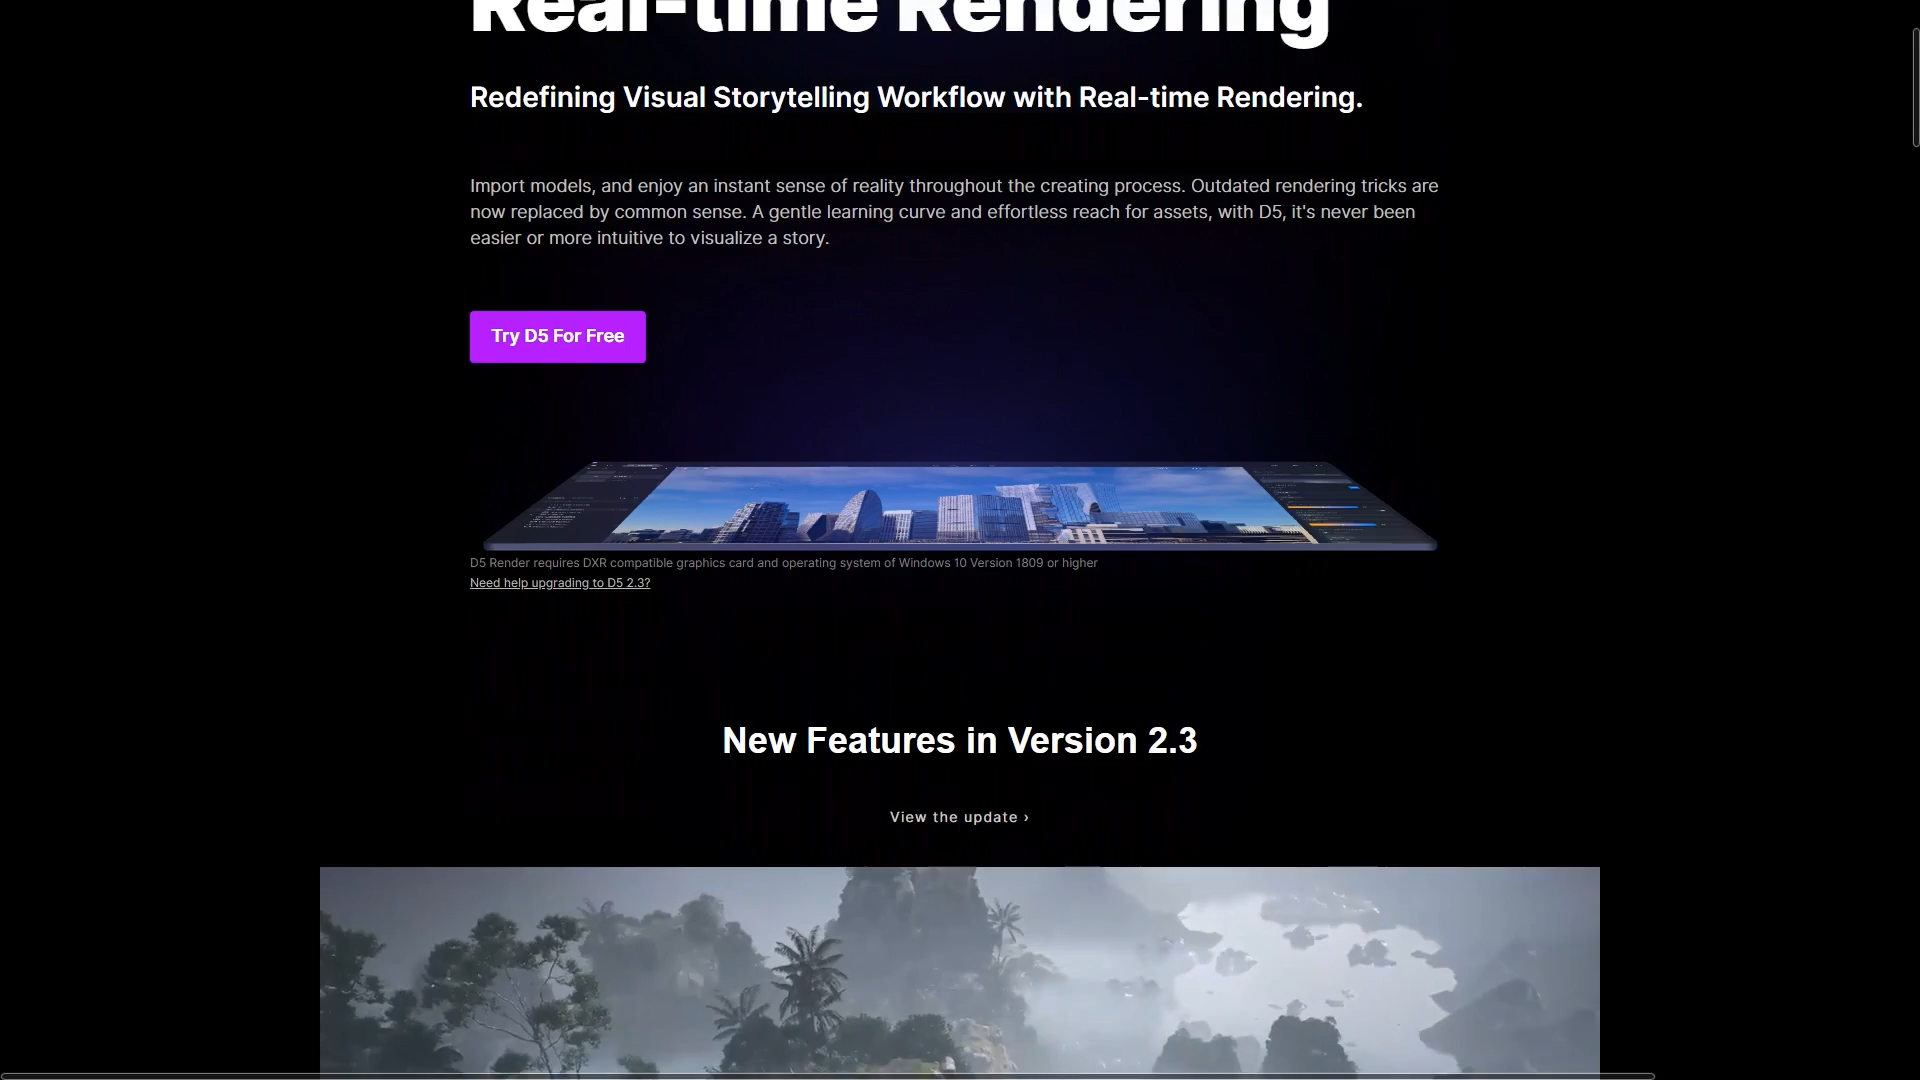 Real-time Rendering
Redefining Visual Storytelling Workflow with Real-time Rendering.
Import models, and enjoy an instant sense of reality throughout the creating process. Outdated rendering tricks are
now replaced by common sense. A gentle learning curve and effortless reach for assets, with D5, it's never been
easier or more intuitive to visualize a story.
Try D5 For Free
D5 Render requires DXR compatible graphics card and operating system of Windows 10 Version 1809 or higher
Need help upgrading to D5 2.3?
New Features in Version 2.3
View the update ›